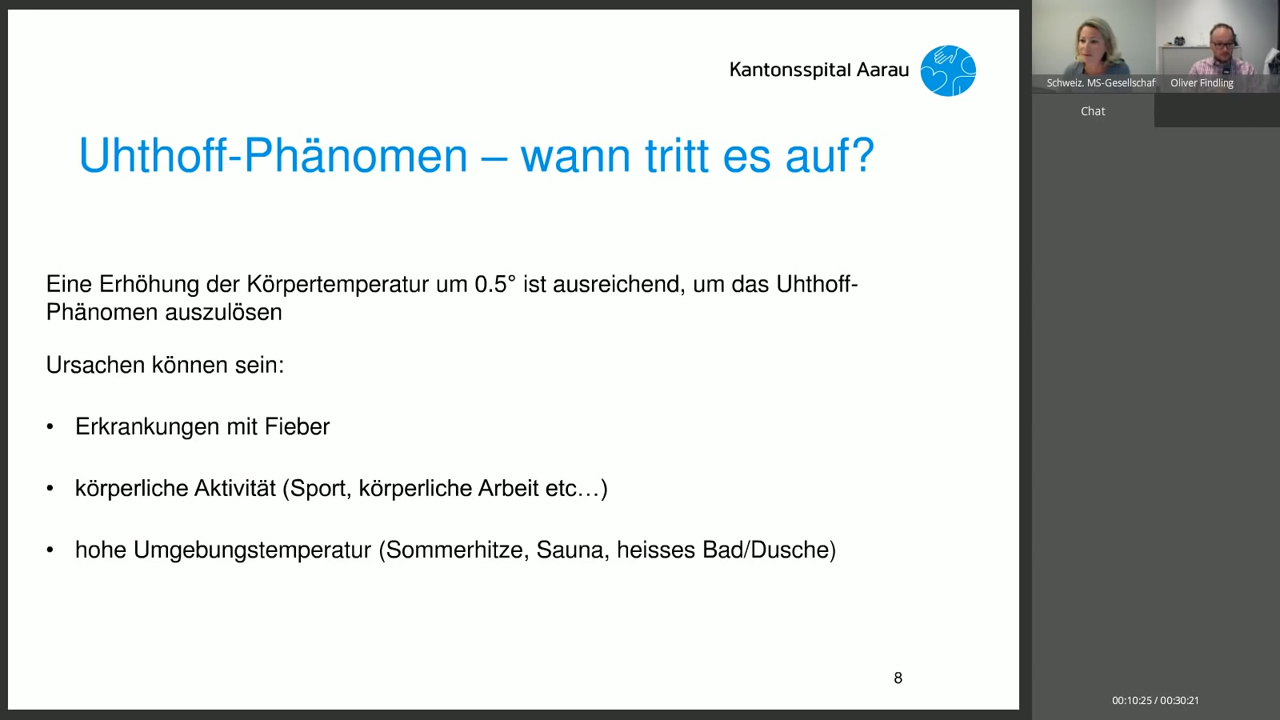 Kantonsspital Aarau
Uhthoff-Phänomen – wann tritt es auf?
Eine Erhöhung der Körpertemperatur um 0.5° ist ausreichend, um das Uhthoff-
Phänomen auszulösen
Ursachen können sein:
• Erkrankungen mit Fieber
• körperliche Aktivität (Sport, körperliche Arbeit etc…)
• hohe Umgebungstemperatur (Sommerhitze, Sauna, heisses Bad/Dusche)
8
Schweiz. MS-Gesellschaf
Oliver Findling
Chat
00:10:25 / 00:30:21